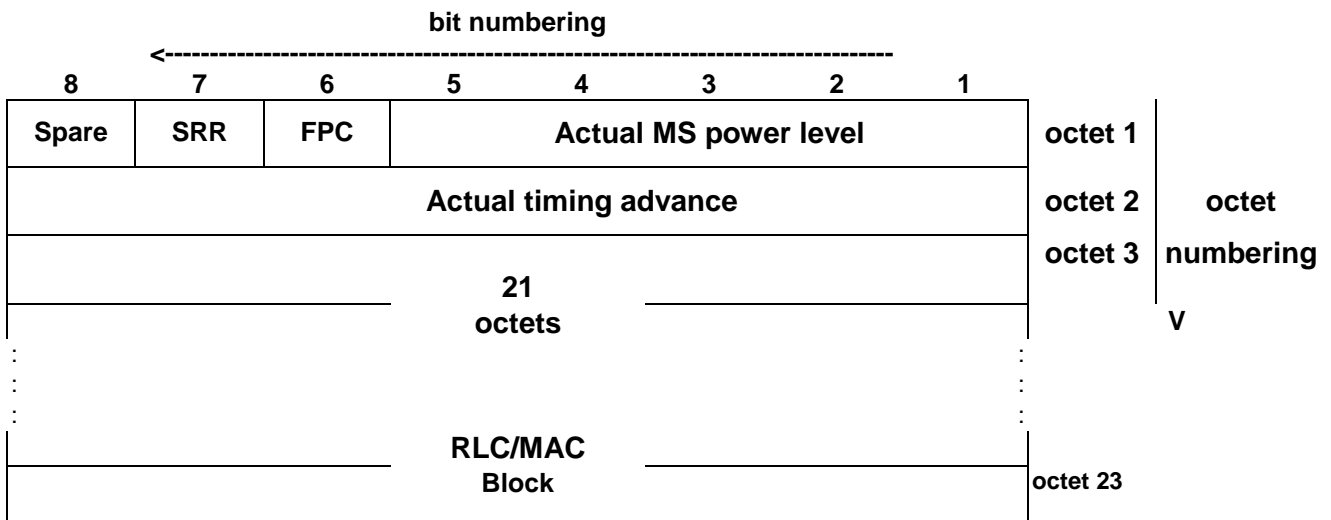 bit numbering
<-----------------------------------------------------------------------------------
8 7 6 5 4 3 2 1
Spare SRR FPC Actual MS power level octet 1
Actual timing advance octet 2 octet
octet 3 numbering
21
octets V
: :
: :
: :
RLC/MAC
Block octet 23